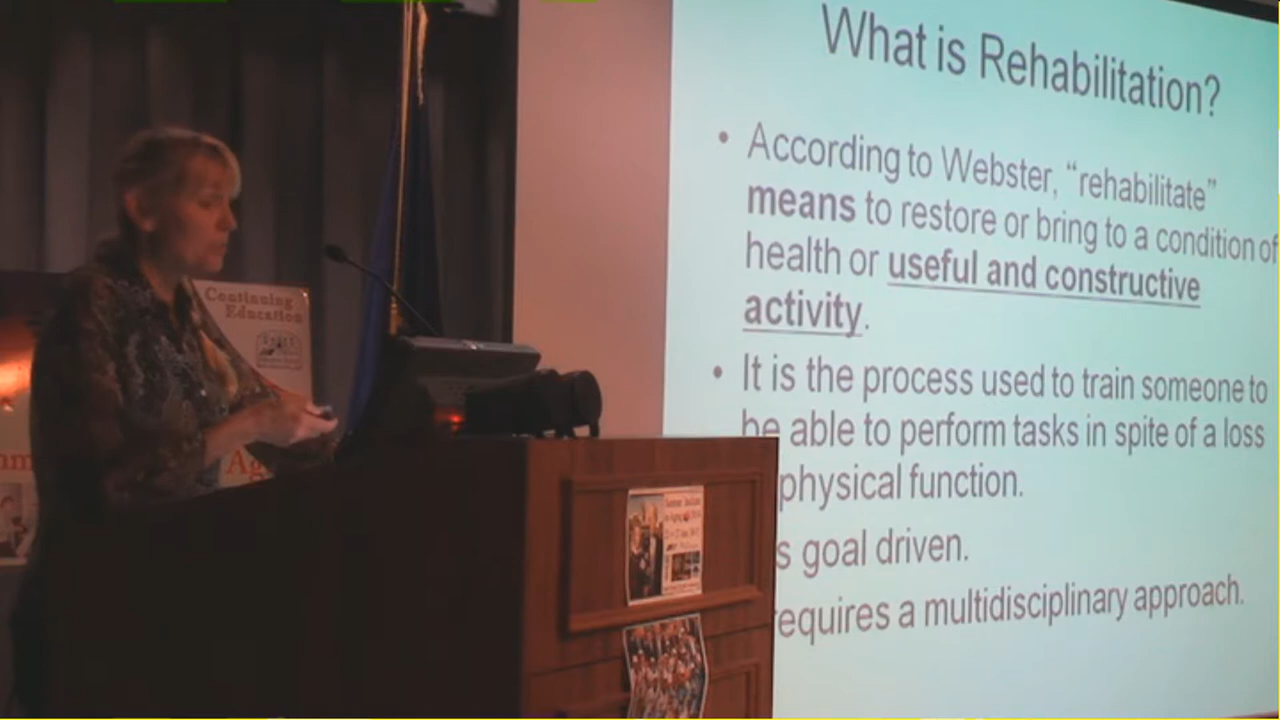 What is Rehabilitation?
• According to Webster, “rehabilitate”
means to restore or bring to a condition of
health or useful and constructive
activity.
• It is the process used to train someone to
be able to perform tasks in spite of a loss
physical function.
s goal driven.
equires a multidisciplinary approach.
Continuing
Education
Ag